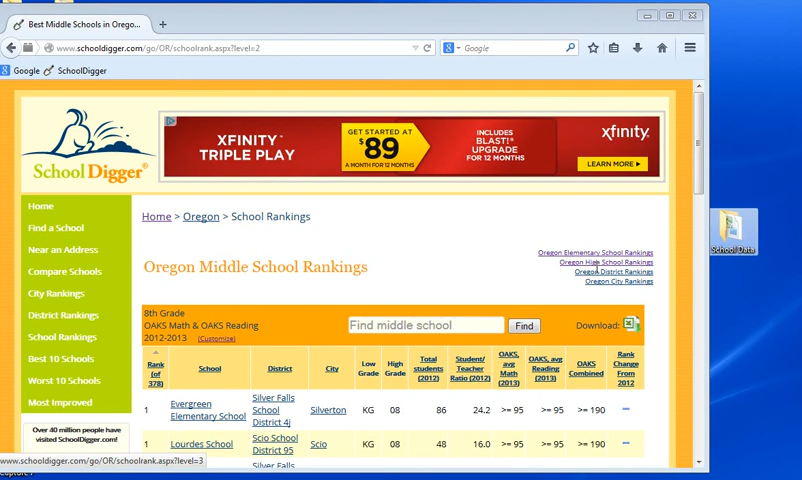 Best Middle Schools in Orego...
www.schooldigger.com/go/OR/schoolrank.aspx?level=2
Google
Google SchoolDigger
XFINITY™
TRIPLE PLAY
GET STARTED AT
$89
A MONTH FOR 12 MONTHS
INCLUDES
BLAST!®
UPGRADE
FOR 12 MONTHS
xfinity.
LEARN MORE
School Digger®
School Data
Home
Find a School
Near an Address
Compare Schools
City Rankings
District Rankings
School Rankings
Best 10 Schools
Worst 10 Schools
Most Improved
Over 40 million people have
visited SchoolDigger.com!
Home > Oregon > School Rankings
Oregon Elementary School Rankings
Oregon High School Rankings
Oregon District Rankings
Oregon City Rankings
Oregon Middle School Rankings
8th Grade
OAKS Math & OAKS Reading
2012-2013 (Customize)
Find middle school Find Download:
Rank (of 378) School District City Low Grade High Grade Total students (2012) Student/Teacher Ratio (2012) OAKS, avg Math (2013) OAKS, avg Reading (2013) OAKS Combined Rank Change From 2012
1 Evergreen Elementary School Silver Falls School District 4j Silverton KG 08 86 24.2 >= 95 >= 95 >= 190 —
1 Lourdes School Scio School District 95 Scio KG 08 48 16.0 >= 95 >= 95 >= 190 —
Silver Falls
www.schooldigger.com/go/OR/schoolrank.aspx?level=3